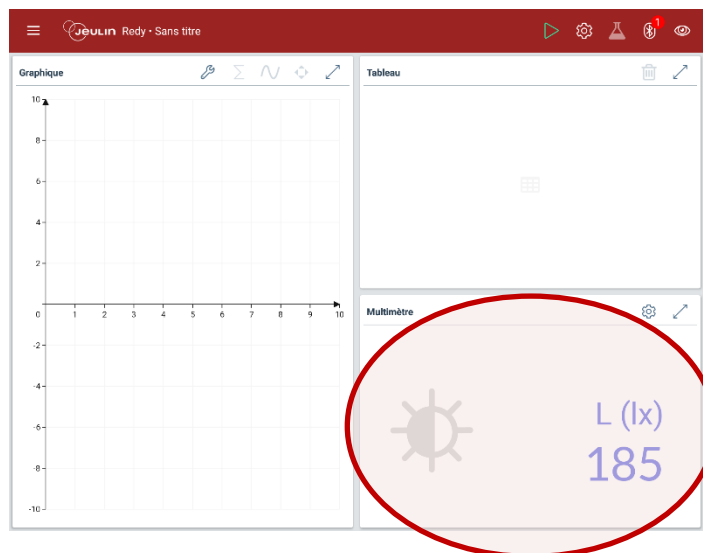 Jeulin Redy • Sans titre
1
Graphique
10
8
6
4
2
0 1 2 3 4 5 6 7 8 9 10
-2
-4
-6
-8
-10
Tableau
Multimètre
L (lx)
185